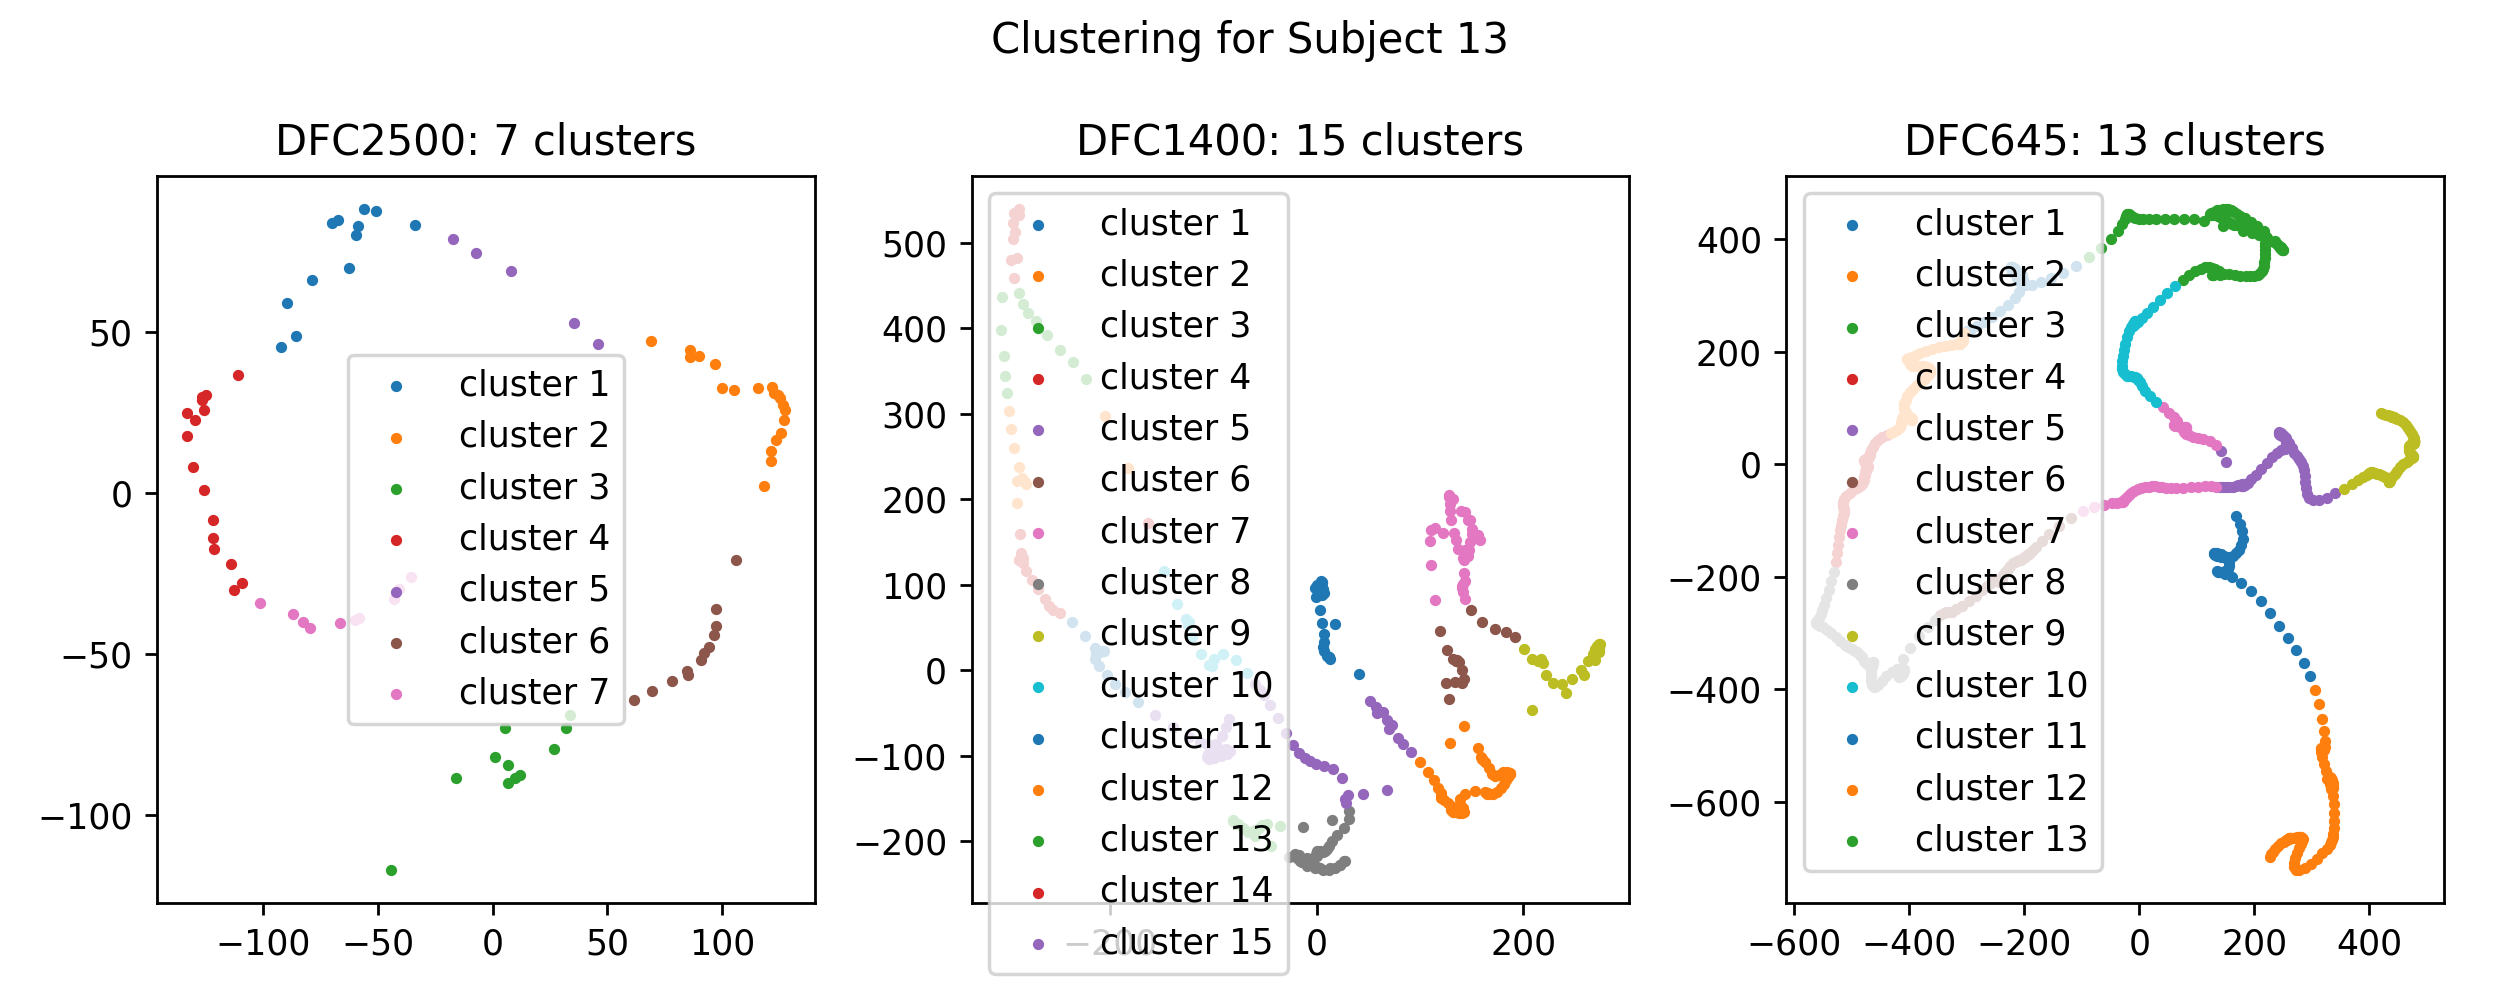 Clustering for Subject 13
DFC2500: 7 clusters
50
0
−50
−100
−100
−50
0
50
100
cluster 1
cluster 2
cluster 3
cluster 4
cluster 5
cluster 6
cluster 7
DFC1400: 15 clusters
500
400
300
200
100
0
−100
−200
−200
0
200
cluster 1
cluster 2
cluster 3
cluster 4
cluster 5
cluster 6
cluster 7
cluster 8
cluster 9
cluster 10
cluster 11
cluster 12
cluster 13
cluster 14
cluster 15
DFC645: 13 clusters
400
200
0
−200
−400
−600
−600
−400
−200
0
200
400
cluster 1
cluster 2
cluster 3
cluster 4
cluster 5
cluster 6
cluster 7
cluster 8
cluster 9
cluster 10
cluster 11
cluster 12
cluster 13